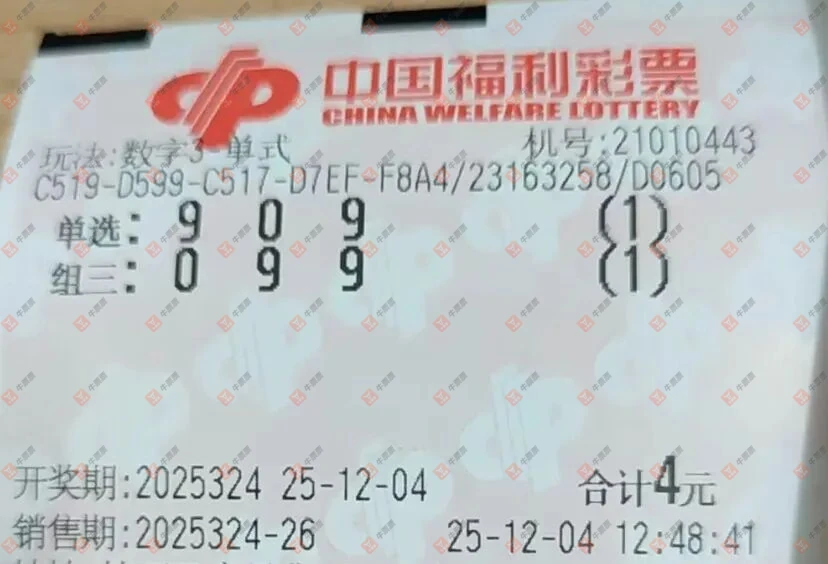 中国福利彩票
CHINA WELFARE LOTTERY
玩法:数字3-单式 机号:21010443
C519-D599-C517-D7EF-F8A4/23163258/D0605
单选: 9 0 9 (1)
组三: 0 9 9 (1)
开奖期:2025324 25-12-04 合计4元
销售期:2025324-26 25-12-04 12:48:41